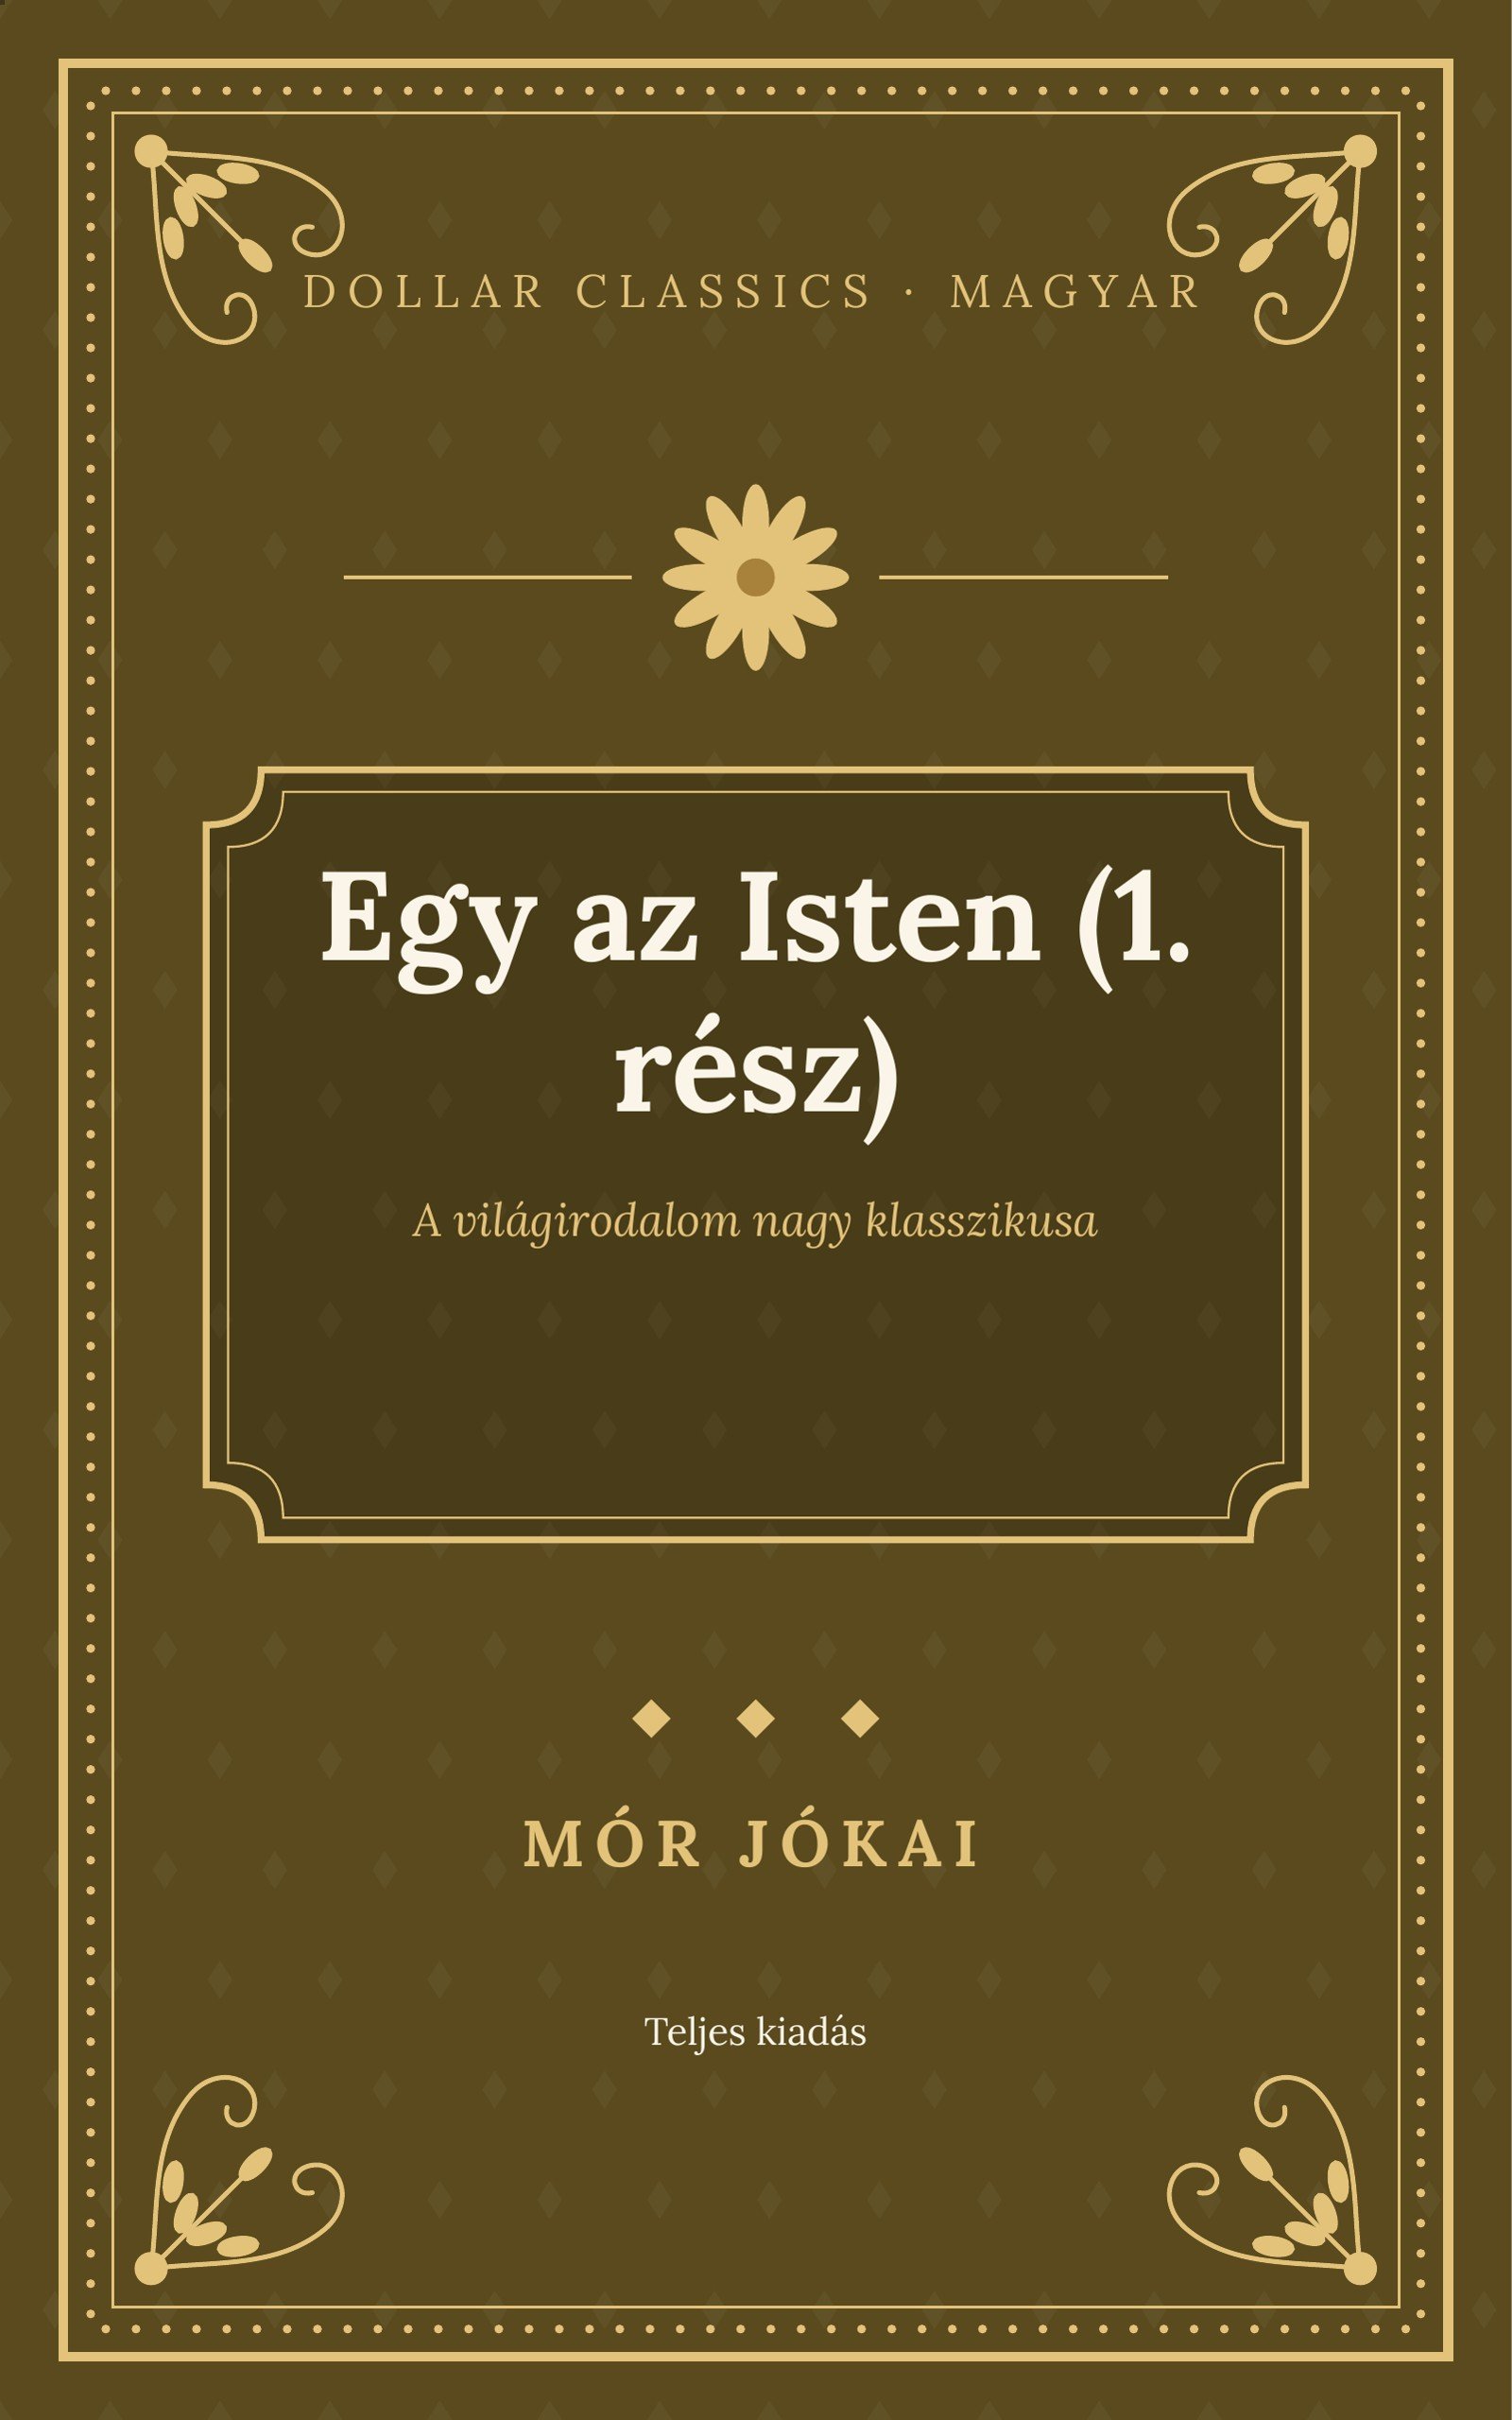 DOLLAR CLASSICS · MAGYAR
Egy az Isten (1.
rész)
A világirodalom nagy klasszikusa
MÓR JÓKAI
Teljes kiadás